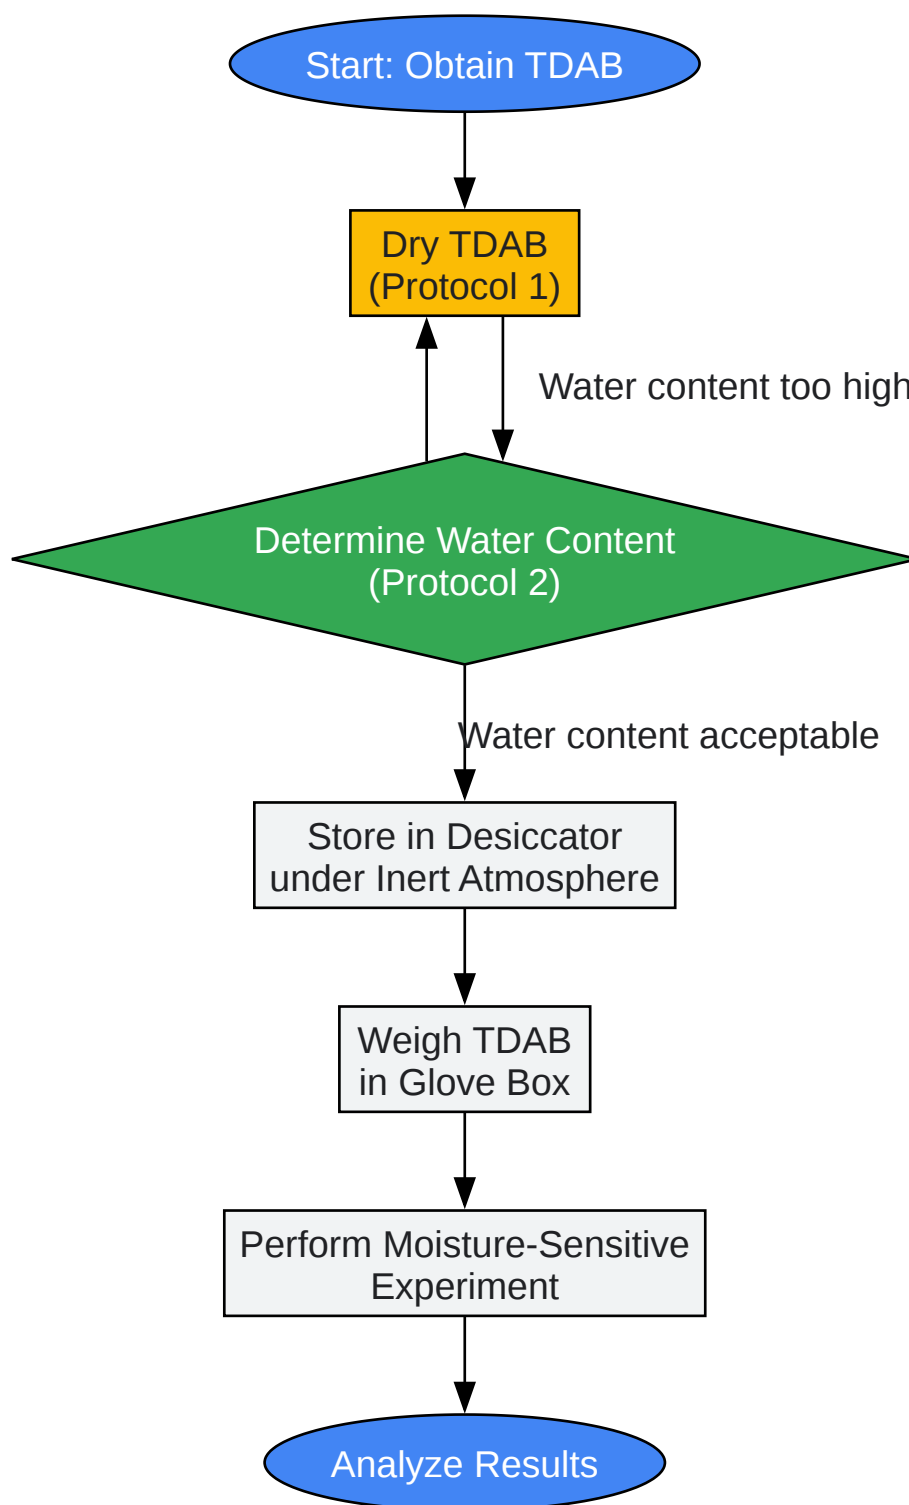 Start: Obtain TDAB
Dry TDAB
(Protocol 1)
Water content too high
Determine Water Content
(Protocol 2)
Water content acceptable
Store in Desiccator
under Inert Atmosphere
Weigh TDAB
in Glove Box
Perform Moisture-Sensitive
Experiment
Analyze Results